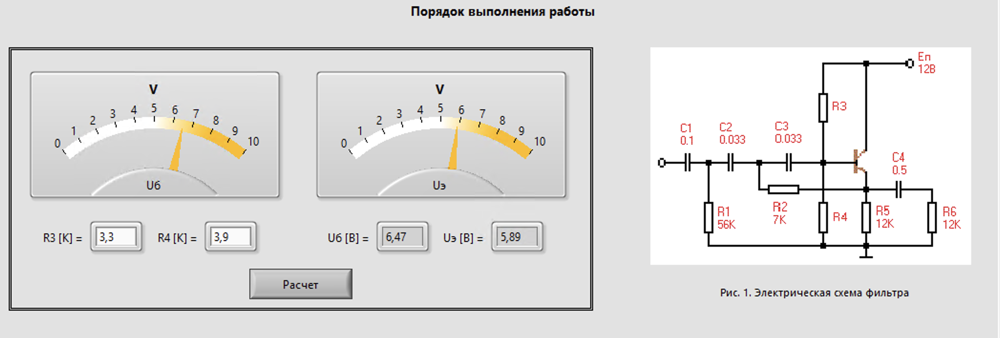 Порядок выполнения работы
V
0 1 2 3 4 5 6 7 8 9 10
Uб
V
0 1 2 3 4 5 6 7 8 9 10
Uэ
R3 [K] = 3,3 R4 [K] = 3,9 Uб [В] = 6,47 Uэ [В] = 5,89
Расчет
Еп
12В
R3
C1
0.1
C2
0.033
C3
0.033
C4
0.5
R1
56K
R2
7K
R4
R5
12K
R6
12K
Рис. 1. Электрическая схема фильтра